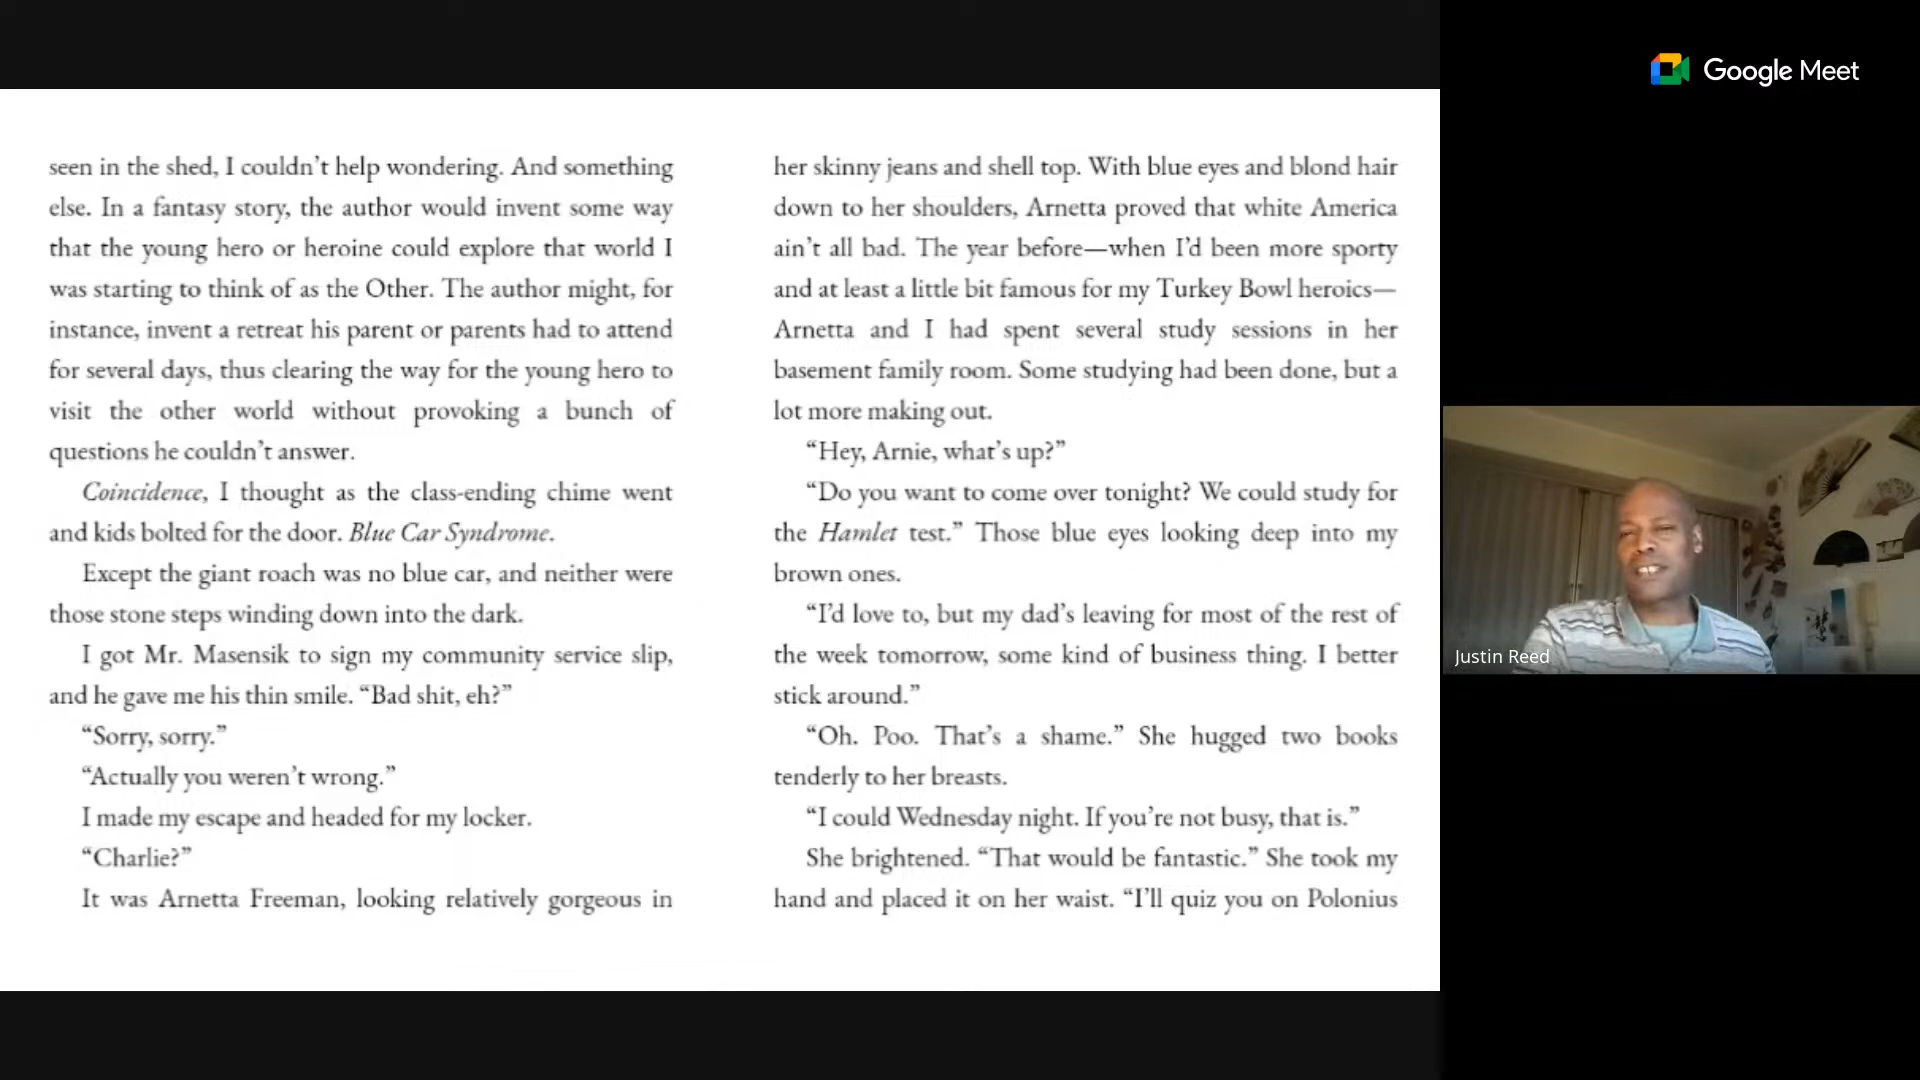 seen in the shed, I couldn’t help wondering. And something
else. In a fantasy story, the author would invent some way
that the young hero or heroine could explore that world I
was starting to think of as the Other. The author might, for
instance, invent a retreat his parent or parents had to attend
for several days, thus clearing the way for the young hero to
visit the other world without provoking a bunch of
questions he couldn’t answer.
Coincidence, I thought as the class-ending chime went
and kids bolted for the door. Blue Car Syndrome.
Except the giant roach was no blue car, and neither were
those stone steps winding down into the dark.
I got Mr. Masensik to sign my community service slip,
and he gave me his thin smile. “Bad shit, eh?”
“Sorry, sorry.”
“Actually you weren’t wrong.”
I made my escape and headed for my locker.
“Charlie?”
It was Arnetta Freeman, looking relatively gorgeous in
her skinny jeans and shell top. With blue eyes and blond hair
down to her shoulders, Arnetta proved that white America
ain’t all bad. The year before—when I’d been more sporty
and at least a little bit famous for my Turkey Bowl heroics—
Arnetta and I had spent several study sessions in her
basement family room. Some studying had been done, but a
lot more making out.
“Hey, Arnie, what’s up?”
“Do you want to come over tonight? We could study for
the Hamlet test.” Those blue eyes looking deep into my
brown ones.
“I’d love to, but my dad’s leaving for most of the rest of
the week tomorrow, some kind of business thing. I better
stick around.”
“Oh. Poo. That’s a shame.” She hugged two books
tenderly to her breasts.
“I could Wednesday night. If you’re not busy, that is.”
She brightened. “That would be fantastic.” She took my
hand and placed it on her waist. “I’ll quiz you on Polonius
Google Meet
Justin Reed